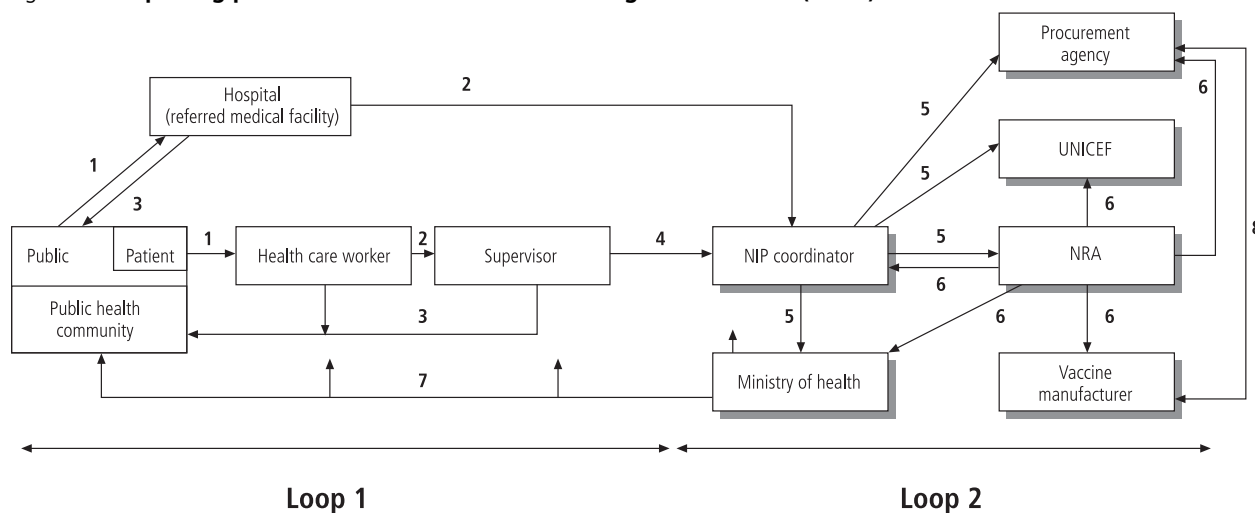 Procurement
agency
Hospital
(referred medical facility)
2
5
6
1
UNICEF
5
3
6
8
Public
Patient
1
Health care worker
2
Supervisor
4
NIP coordinator
5
NRA
6
Public health
community
3
5
6
6
7
Ministry of health
Vaccine
manufacturer
Loop 1
Loop 2